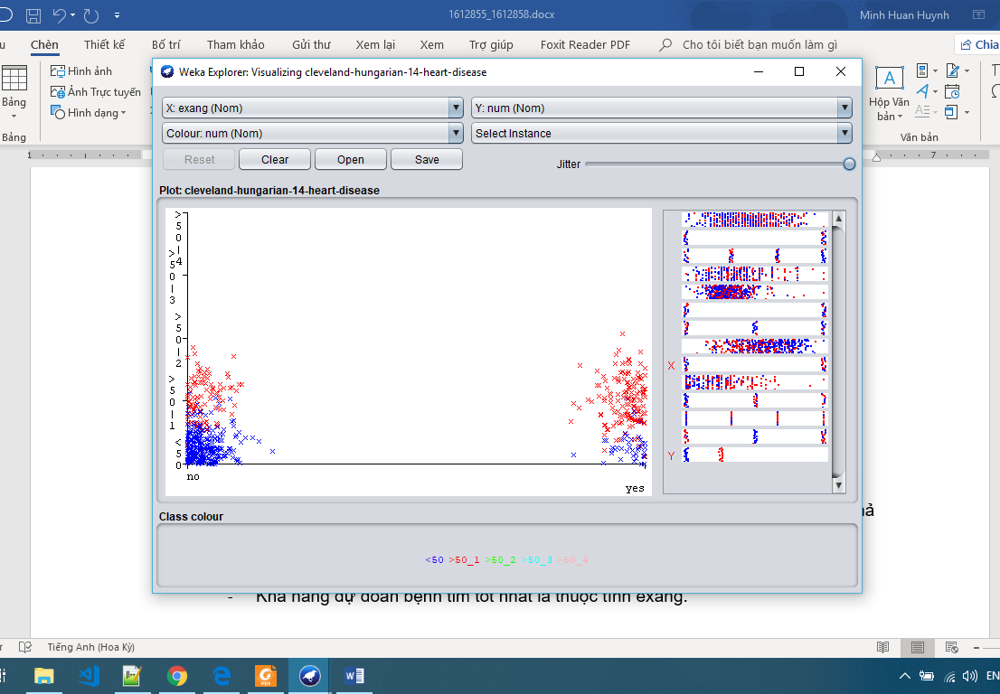 1612855_1612858.docx
Minh Huan Huynh
Chèn Thiết kế Bố trí Tham khảo Gửi thư Xem lại Xem Trợ giúp Foxit Reader PDF Cho tôi biết bạn muốn làm gì Chia
Bảng
Hình ảnh
Ảnh Trực tuyến
Hình dạng
Bảng
Hộp Văn bản
Văn bản
Weka Explorer: Visualizing cleveland-hungarian-14-heart-disease
X: exang (Nom) Y: num (Nom)
Colour: num (Nom) Select Instance
Reset Clear Open Save Jitter
1 7
Plot: cleveland-hungarian-14-heart-disease
>50_4
>50_3
>50_2
>50_1
<50
no
yes
X
Y
Class colour
<50 >50_1 >50_2 >50_3 >50_4
- Khả năng dự đoán bệnh tim tốt nhất là thuộc tính exang.
Tiếng Anh (Hoa Kỳ)
PDF
EN